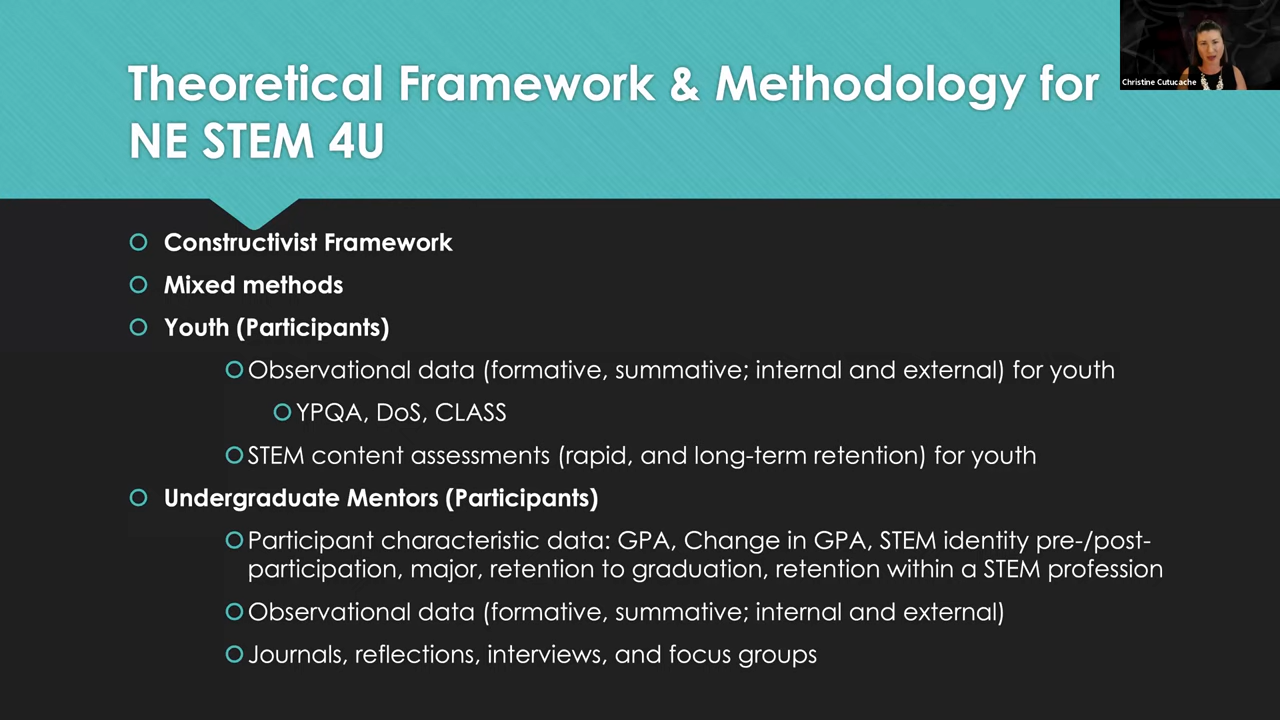 Theoretical Framework & Methodology for
NE STEM 4U
Christine Cutucache
Constructivist Framework
Mixed methods
Youth (Participants)
Observational data (formative, summative; internal and external) for youth
YPQA, DoS, CLASS
STEM content assessments (rapid, and long-term retention) for youth
Undergraduate Mentors (Participants)
Participant characteristic data: GPA, Change in GPA, STEM identity pre-/post-
participation, major, retention to graduation, retention within a STEM profession
Observational data (formative, summative; internal and external)
Journals, reflections, interviews, and focus groups